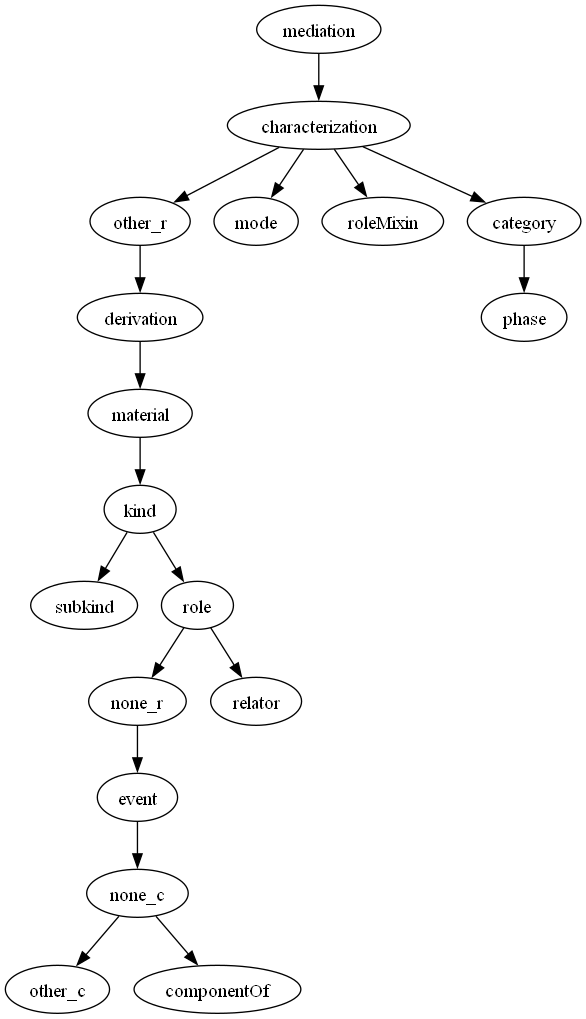 mediation
characterization
other_r
mode
roleMixin
category
derivation
phase
material
kind
subkind
role
none_r
relator
event
none_c
other_c
componentOf